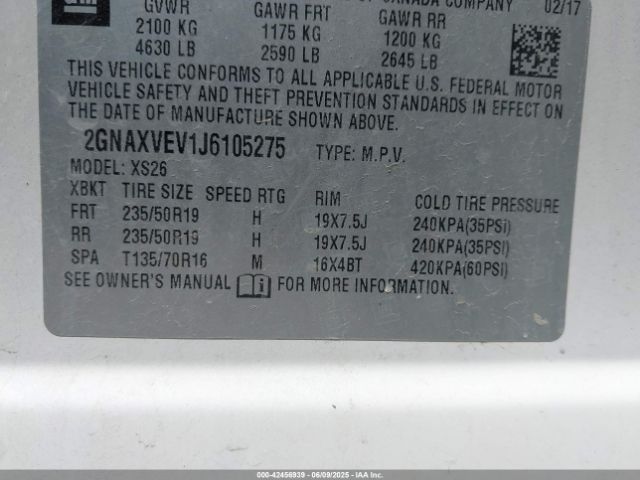 OF CANADA COMPANY 02/17
GVWR GAWR FRT GAWR RR
2100 KG 1175 KG 1200 KG
4630 LB 2590 LB 2645 LB
THIS VEHICLE CONFORMS TO ALL APPLICABLE U.S. FEDERAL MOTOR
VEHICLE SAFETY AND THEFT PREVENTION STANDARDS IN EFFECT ON
THE DATE OF MANUFACTURE SHOWN ABOVE.
2GNAXVEV1J6105275 TYPE: M.P.V.
MODEL: XS26
XBKT TIRE SIZE SPEED RTG RIM COLD TIRE PRESSURE
FRT 235/50R19 H 19X7.5J 240KPA(35PSI)
RR 235/50R19 H 19X7.5J 240KPA(35PSI)
SPA T135/70R16 M 16X4BT 420KPA(60PSI)
SEE OWNER'S MANUAL FOR MORE INFORMATION.
000-42456939 / 06/09/2025 - IAA INC.